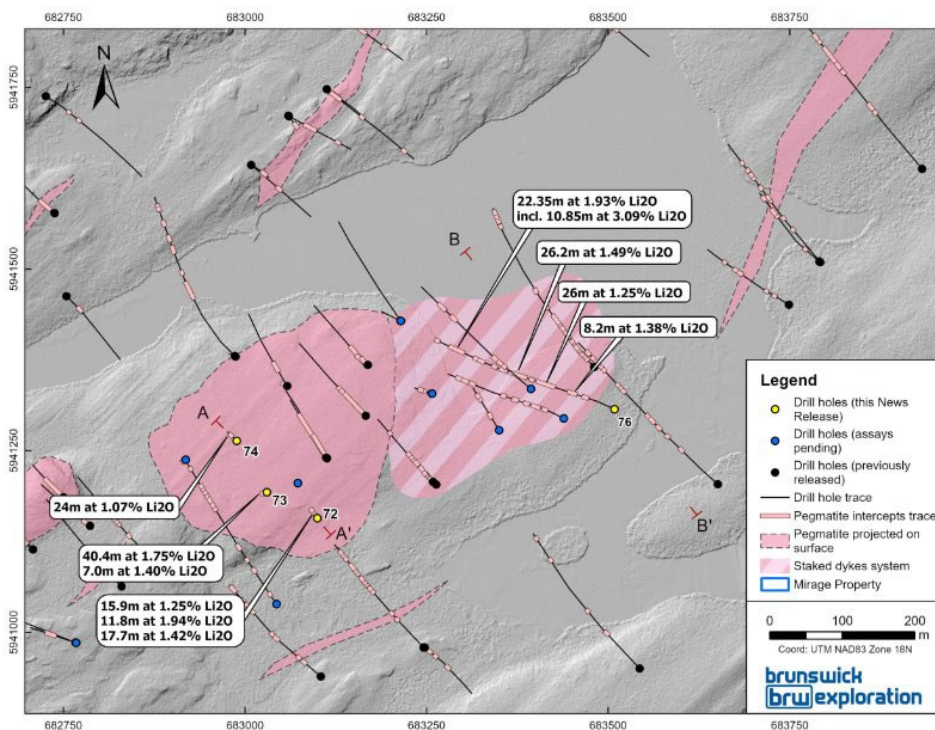 682750 683000 683250 683500 683750
5941750
N
22.35m at 1.93% Li2O
incl. 10.85m at 3.09% Li2O
B
26.2m at 1.49% Li2O
5941500
26m at 1.25% Li2O
8.2m at 1.38% Li2O
A
74
76
5941250
24m at 1.07% Li2O
73
72
A'
B'
40.4m at 1.75% Li2O
7.0m at 1.40% Li2O
15.9m at 1.25% Li2O
11.8m at 1.94% Li2O
17.7m at 1.42% Li2O
5941000
Legend
Drill holes (this News
Release)
Drill holes (assays
pending)
Drill holes (previously
released)
Drill hole trace
Pegmatite intercepts trace
Pegmatite projected on
surface
Staked dykes system
Mirage Property
0 50 100 200
m
Coord: UTM NAD83 Zone 18N
brunswick
brw exploration
682750 683000 683250 683500 683750